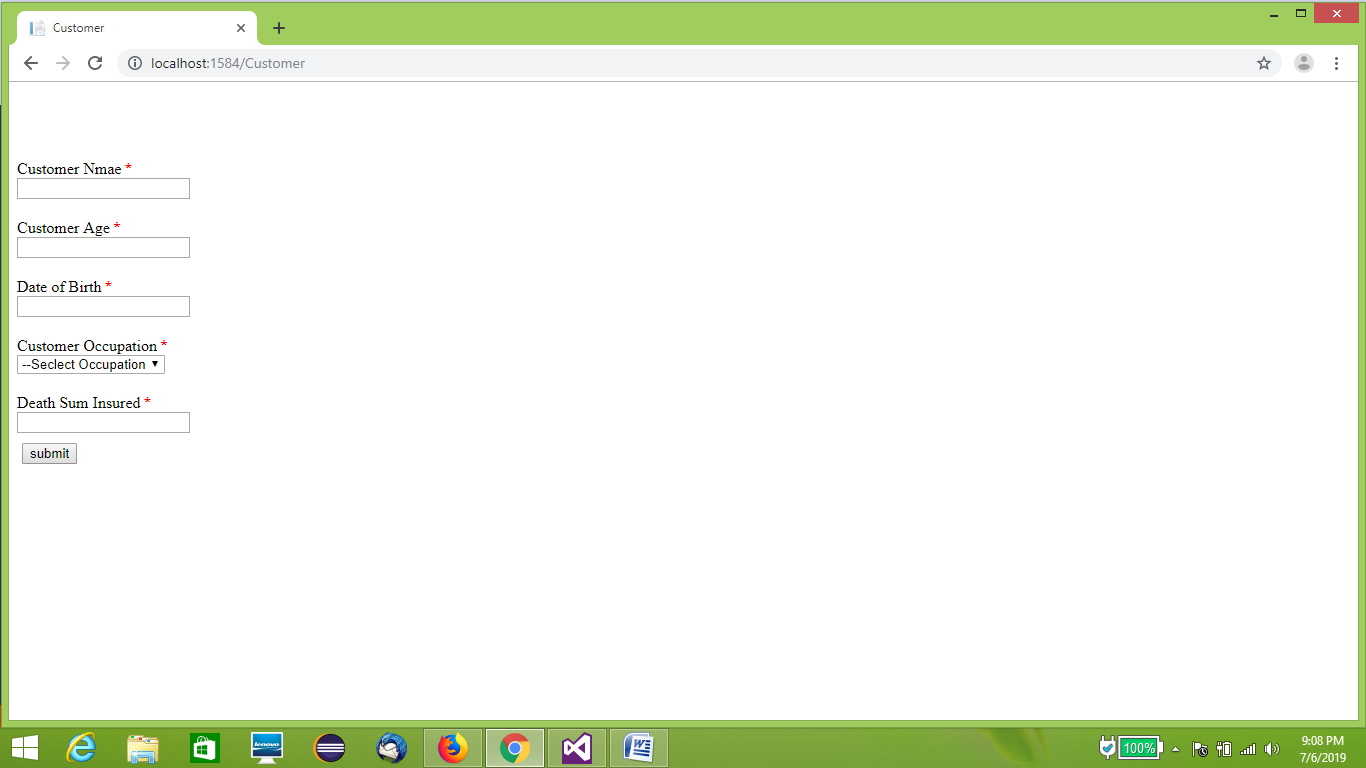 Customer
localhost:1584/Customer
Customer Nmae *
Customer Age *
Date of Birth *
Customer Occupation *
--Seclect Occupation
Death Sum Insured *
submit
lenovo
100%
9:08 PM
7/6/2019